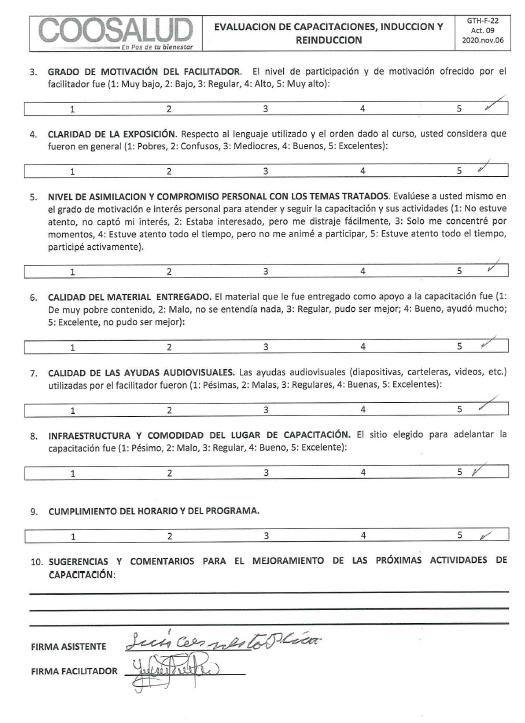 COOSALUD
En Pos de tu bienestar
EVALUACION DE CAPACITACIONES, INDUCCION Y
REINDUCCION
GTH-F-22
Act. 09
2020.nov.06
3. GRADO DE MOTIVACIÓN DEL FACILITADOR. El nivel de participación y de motivación ofrecido por el
facilitador fue (1: Muy bajo, 2: Bajo, 3: Regular, 4: Alto, 5: Muy alto):
1 2 3 4 5 ✓
4. CLARIDAD DE LA EXPOSICIÓN. Respecto al lenguaje utilizado y el orden dado al curso, usted considera que
fueron en general (1: Pobres, 2: Confusos, 3: Mediocres, 4: Buenos, 5: Excelentes):
1 2 3 4 5 ✓
5. NIVEL DE ASIMILACION Y COMPROMISO PERSONAL CON LOS TEMAS TRATADOS. Evalúese a usted mismo en
el grado de motivación e interés personal para atender y seguir la capacitación y sus actividades (1: No estuve
atento, no captó mi interés, 2: Estaba interesado, pero me distraje fácilmente, 3: Solo me concentré por
momentos, 4: Estuve atento todo el tiempo, pero no me animé a participar, 5: Estuve atento todo el tiempo,
participé activamente).
1 2 3 4 5 ✓
6. CALIDAD DEL MATERIAL ENTREGADO. El material que le fue entregado como apoyo a la capacitación fue (1:
De muy pobre contenido, 2: Malo, no se entendía nada, 3: Regular, pudo ser mejor; 4: Bueno, ayudó mucho;
5: Excelente, no pudo ser mejor):
1 2 3 4 5 ✓
7. CALIDAD DE LAS AYUDAS AUDIOVISUALES. Las ayudas audiovisuales (diapositivas, carteleras, videos, etc.)
utilizadas por el facilitador fueron (1: Pésimas, 2: Malas, 3: Regulares, 4: Buenas, 5: Excelentes):
1 2 3 4 5 ✓
8. INFRAESTRUCTURA Y COMODIDAD DEL LUGAR DE CAPACITACIÓN. El sitio elegido para adelantar la
capacitación fue (1: Pésimo, 2: Malo, 3: Regular, 4: Bueno, 5: Excelente):
1 2 3 4 5 ✓
9. CUMPLIMIENTO DEL HORARIO Y DEL PROGRAMA.
1 2 3 4 5 ✓
10. SUGERENCIAS Y COMENTARIOS PARA EL MEJORAMIENTO DE LAS PRÓXIMAS ACTIVIDADES DE
CAPACITACIÓN:
FIRMA ASISTENTE
FIRMA FACILITADOR